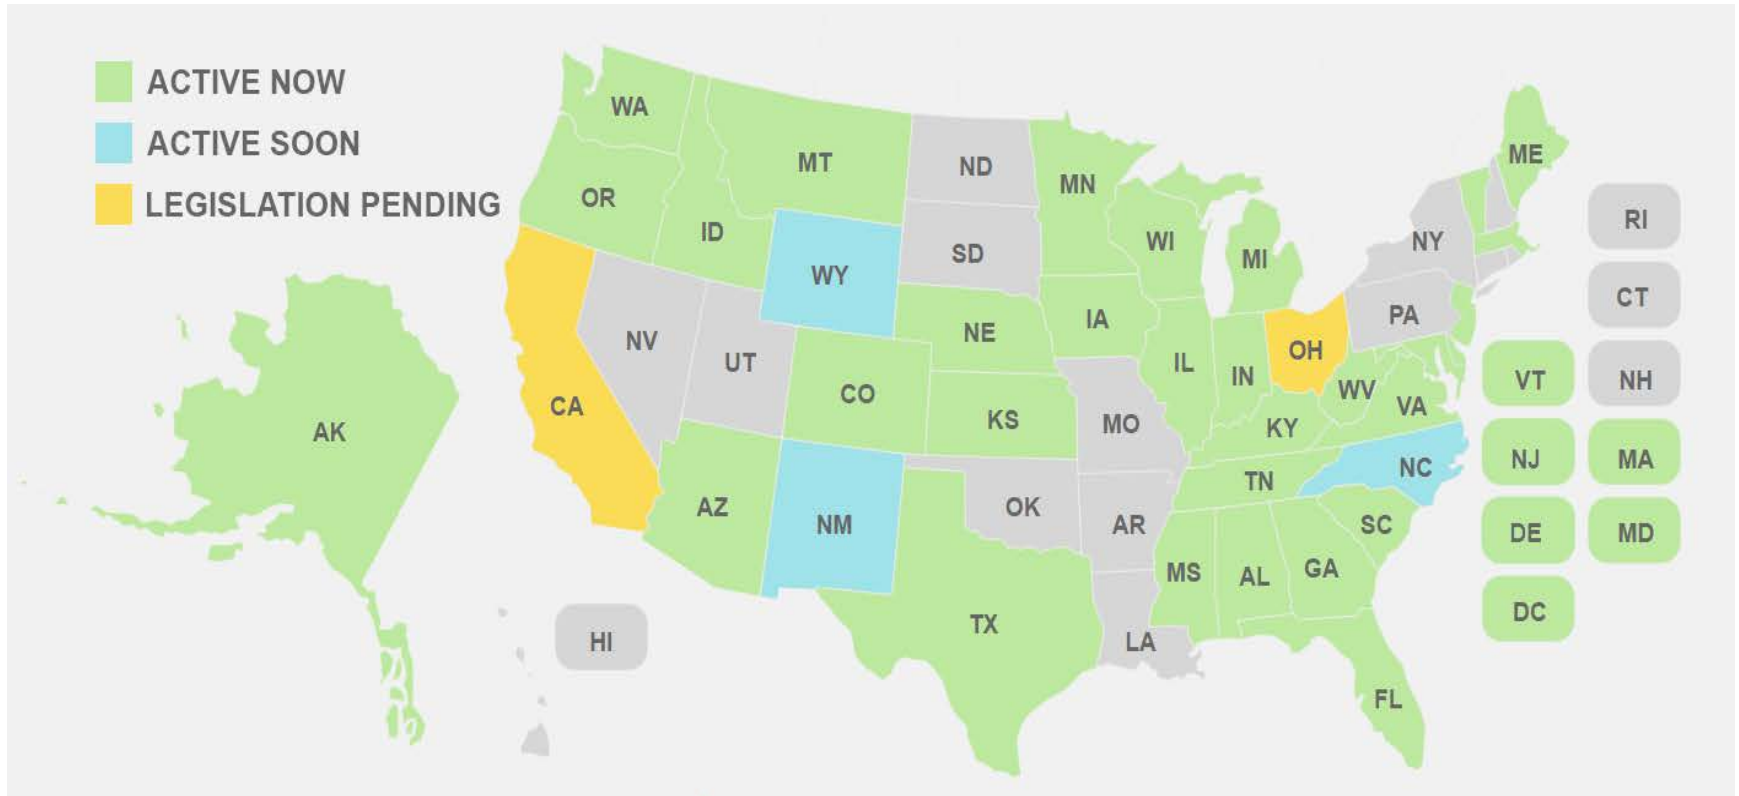 ACTIVE NOW
ACTIVE SOON
LEGISLATION PENDING
WA
MT
ND
MN
ME
OR
ID
WI
MI
NY
RI
WY
SD
CT
NV
UT
NE
IA
IL
IN
OH
PA
VT
NH
CA
CO
KS
MO
KY
WV
VA
AK
AZ
NM
OK
AR
TN
NC
NJ
MA
SC
DE
MD
MS
AL
GA
DC
HI
TX
LA
FL